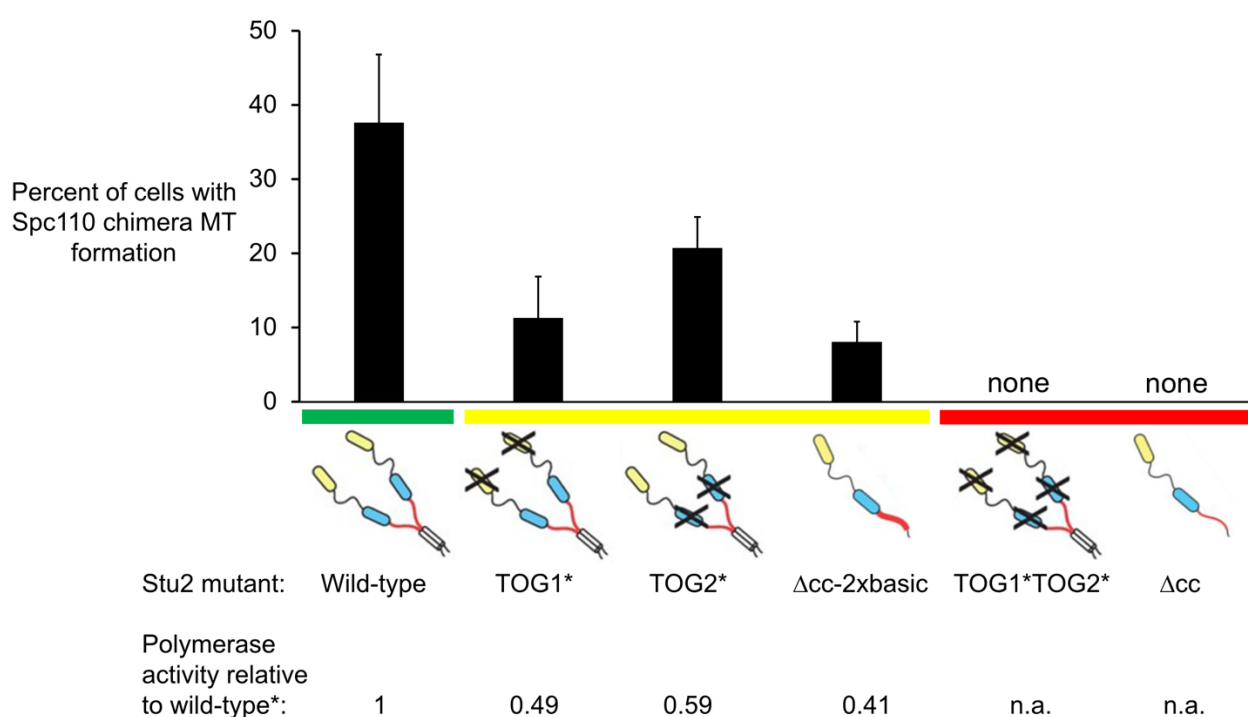 50
40
30
20
10
0
Percent of cells with
Spc110 chimera MT
formation
none none
Stu2 mutant: Wild-type TOG1* TOG2* Δcc-2xbasic TOG1*TOG2* Δcc
Polymerase
activity relative
to wild-type*: 1 0.49 0.59 0.41 n.a. n.a.